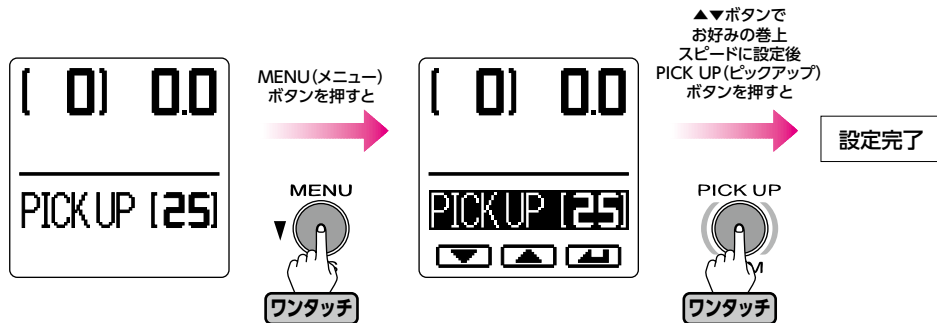 ( 0) 0.0
PICK UP [25]
MENU(メニュー)
ボタンを押すと
MENU
▼
ワンタッチ
( 0) 0.0
PICK UP [25]
▼ ▲ ↵
▲▼ボタンで
お好みの巻上
スピードに設定後
PICK UP(ピックアップ)
ボタンを押すと
PICK UP
ワンタッチ
設定完了